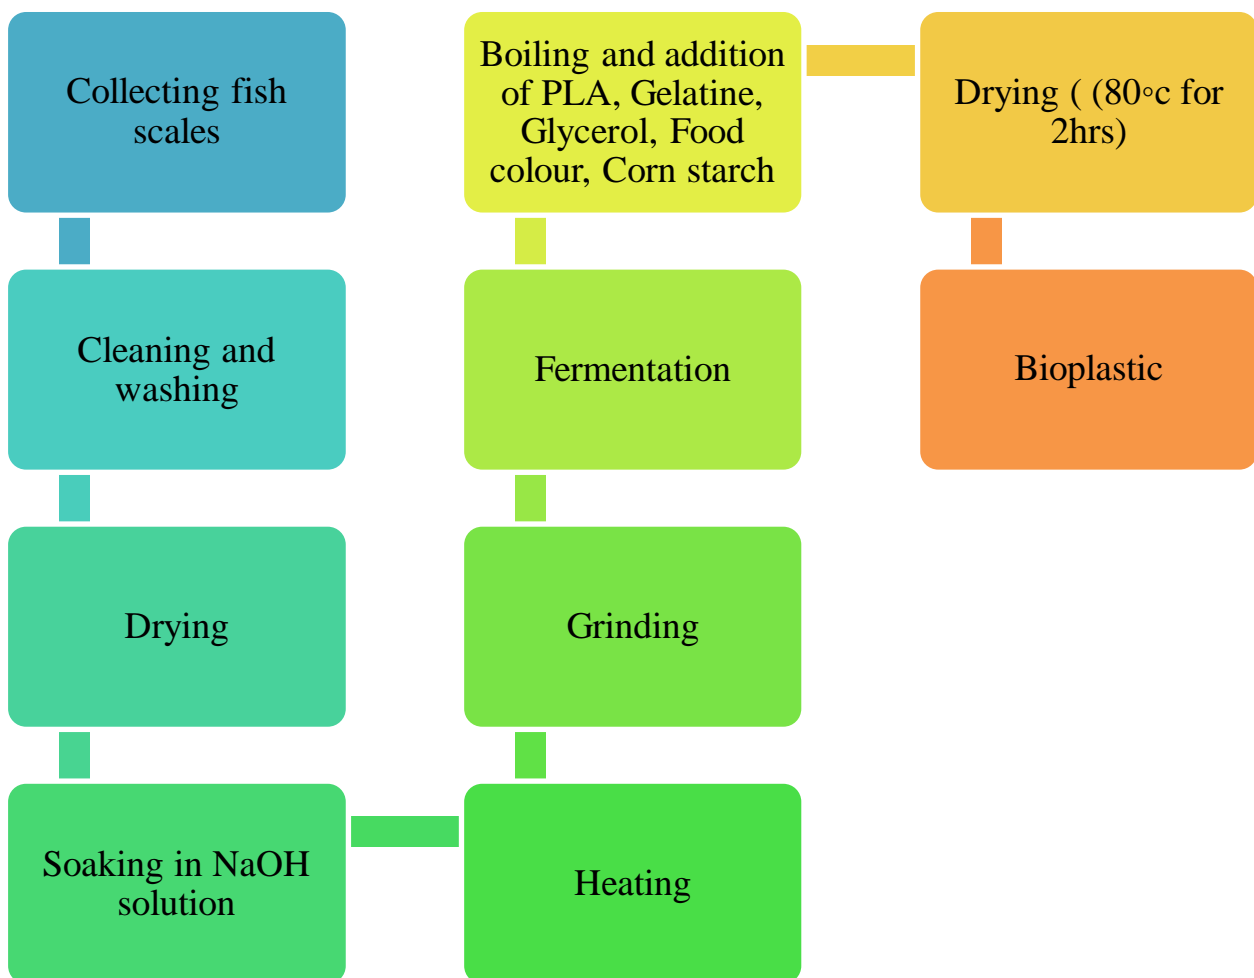 Collecting fish
scales
Cleaning and
washing
Drying
Soaking in NaOH
solution
Heating
Grinding
Fermentation
Boiling and addition
of PLA, Gelatine,
Glycerol, Food
colour, Corn starch
Drying ( (80◦c for
2hrs)
Bioplastic